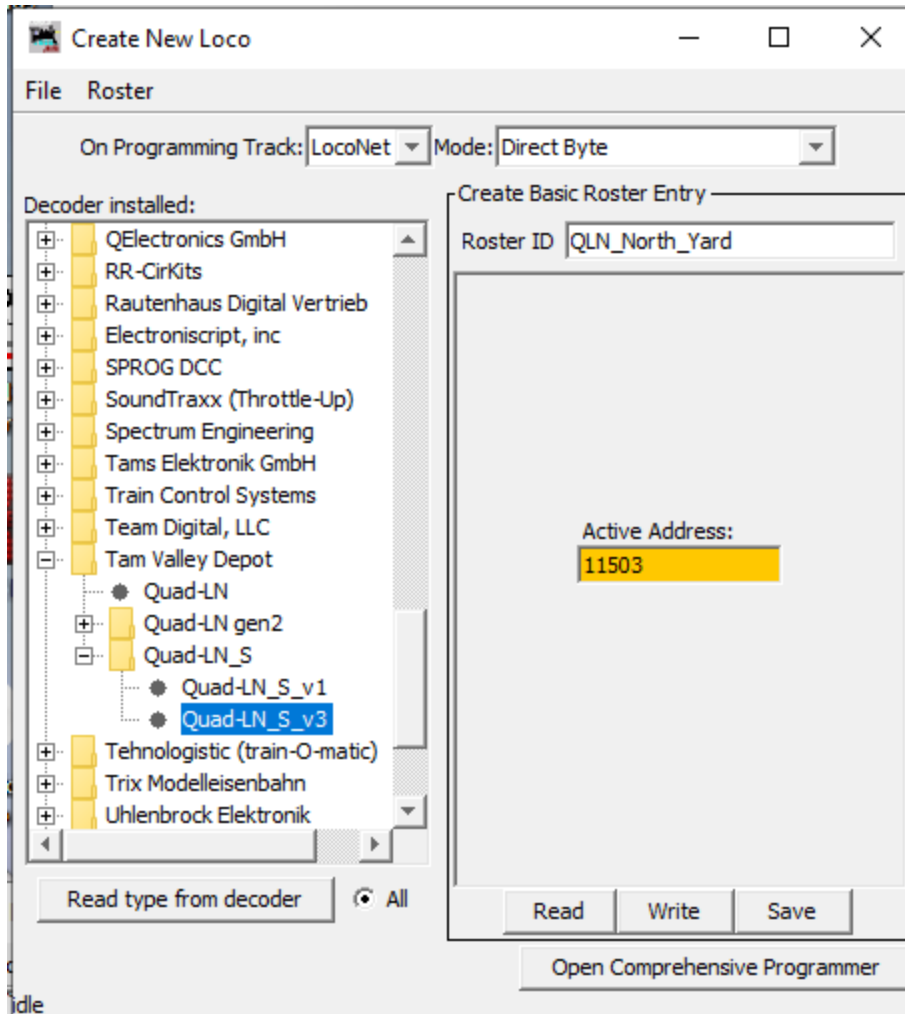 Create New Loco
File Roster
On Programming Track: LocoNet Mode: Direct Byte
Decoder installed:
QElectronics GmbH
RR-CirKits
Rautenhaus Digital Vertrieb
Electroniscript, inc
SPROG DCC
SoundTraxx (Throttle-Up)
Spectrum Engineering
Tams Elektronik GmbH
Train Control Systems
Team Digital, LLC
Tam Valley Depot
Quad-LN
Quad-LN gen2
Quad-LN_S
Quad-LN_S_v1
Quad-LN_S_v3
Tehnologistic (train-O-matic)
Trix Modelleisenbahn
Uhlenbrock Elektronik
Read type from decoder All
Create Basic Roster Entry
Roster ID QLN_North_Yard
Active Address:
11503
Read Write Save
Open Comprehensive Programmer
idle